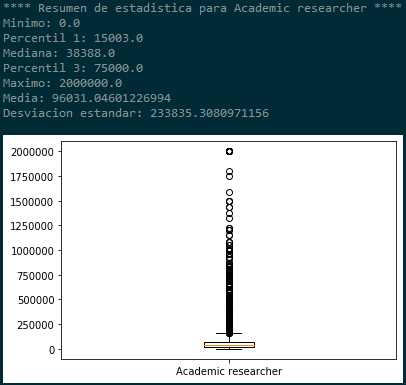 **** Resumen de estadistica para Academic researcher ****
Minimo: 0.0
Percentil 1: 15003.0
Mediana: 38388.0
Percentil 3: 75000.0
Maximo: 2000000.0
Media: 96031.04601226994
Desviacion estandar: 233835.3080971156
2000000
1750000
1500000
1250000
1000000
750000
500000
250000
0
Academic researcher